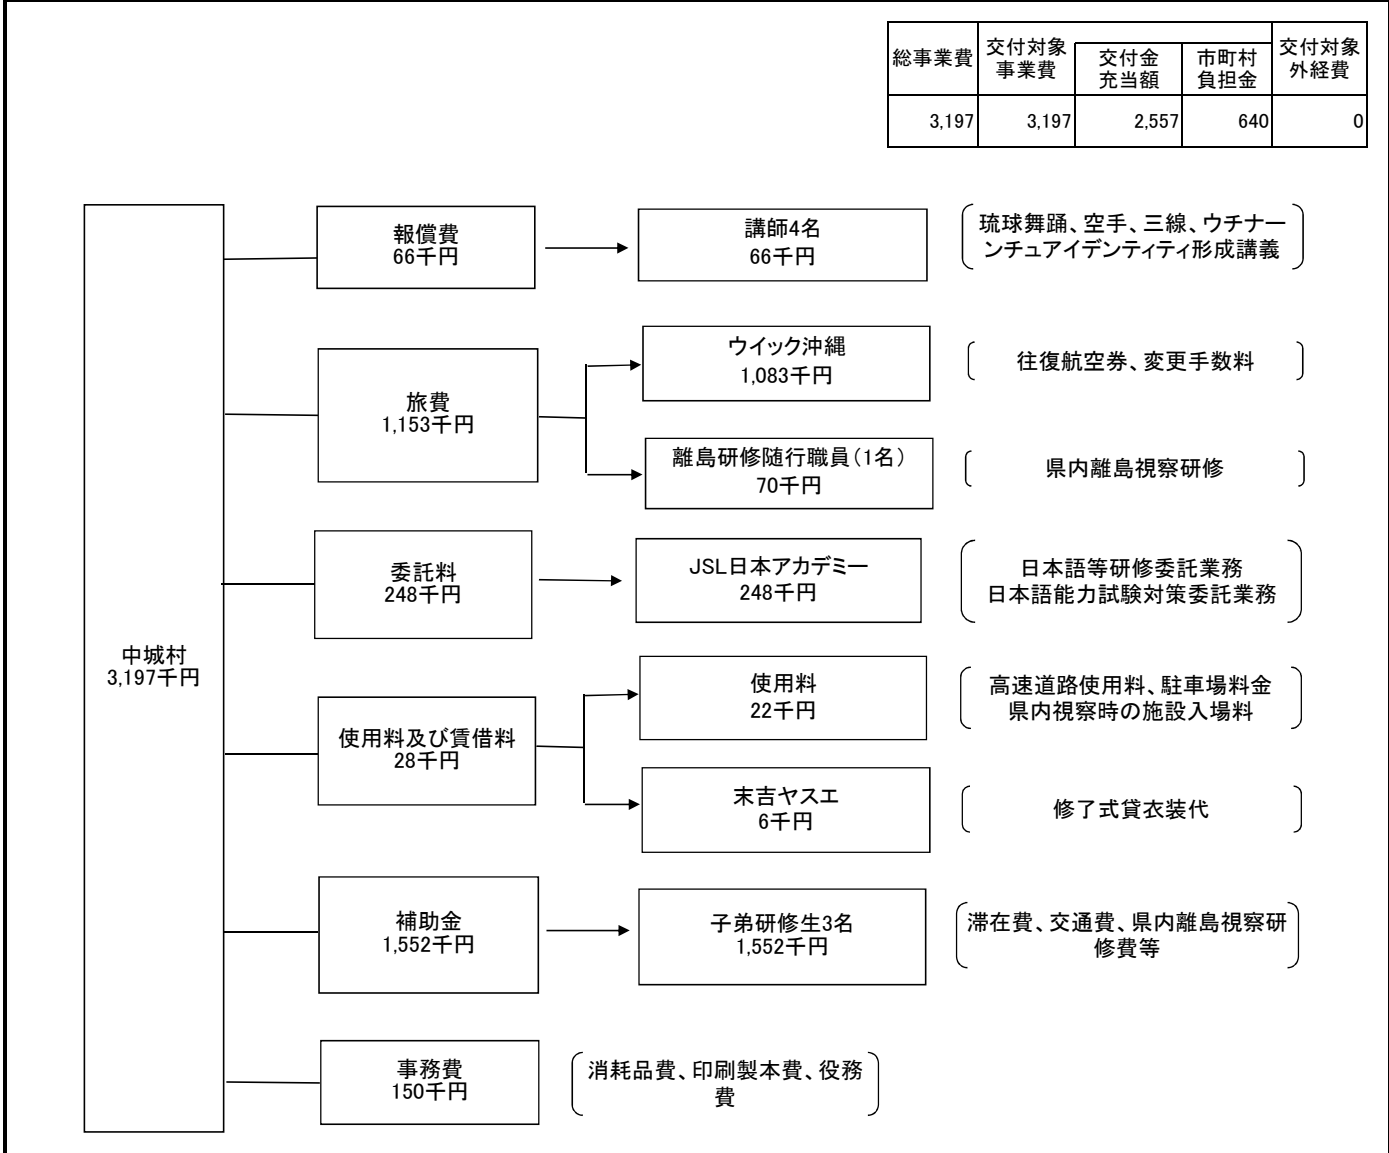 総事業費
交付対象
事業費
交付金
充当額
市町村
負担金
交付対象
外経費
3,197
3,197
2,557
640
0
中城村
3,197千円
報償費
66千円
講師4名
66千円
琉球舞踊、空手、三線、ウチナー
ンチュアイデンティティ形成講義
旅費
1,153千円
ウイック沖縄
1,083千円
往復航空券、変更手数料
離島研修随行職員（1名）
70千円
県内離島視察研修
委託料
248千円
JSL日本アカデミー
248千円
日本語等研修委託業務
日本語能力試験対策委託業務
使用料及び賃借料
28千円
使用料
22千円
高速道路使用料、駐車場料金
県内視察時の施設入場料
末吉ヤスエ
6千円
修了式貸衣装代
補助金
1,552千円
子弟研修生3名
1,552千円
滞在費、交通費、県内離島視察研
修費等
事務費
150千円
消耗品費、印刷製本費、役務
費